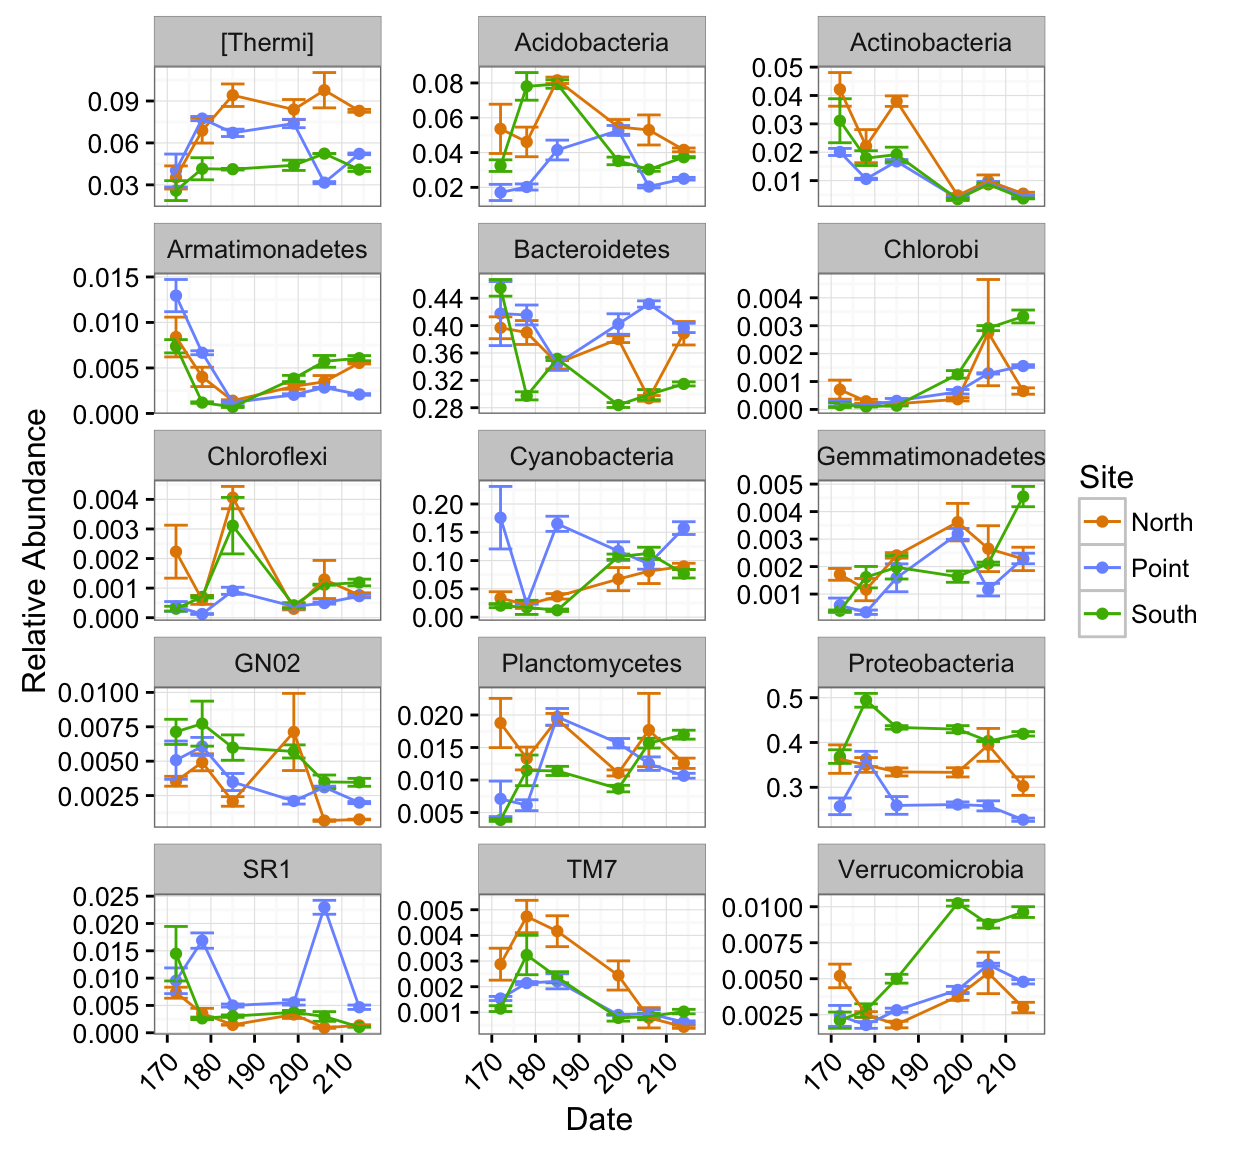 [Thermi]
Acidobacteria
Actinobacteria
0.09
0.06
0.03
0.08
0.06
0.04
0.02
0.05
0.04
0.03
0.02
0.01
Armatimonadetes
Bacteroidetes
Chlorobi
0.015
0.010
0.005
0.000
0.44
0.40
0.36
0.32
0.28
0.004
0.003
0.002
0.001
0.000
Chloroflexi
Cyanobacteria
Gemmatimonadetes
0.004
0.003
0.002
0.001
0.000
0.20
0.15
0.10
0.05
0.00
0.005
0.004
0.003
0.002
0.001
GN02
Planctomycetes
Proteobacteria
0.0100
0.0075
0.0050
0.0025
0.020
0.015
0.010
0.005
0.5
0.4
0.3
SR1
TM7
Verrucomicrobia
0.025
0.020
0.015
0.010
0.005
0.000
0.005
0.004
0.003
0.002
0.001
0.0100
0.0075
0.0050
0.0025
170 180 190 200 210
170 180 190 200 210
170 180 190 200 210
Date
Relative Abundance
Site
North
Point
South